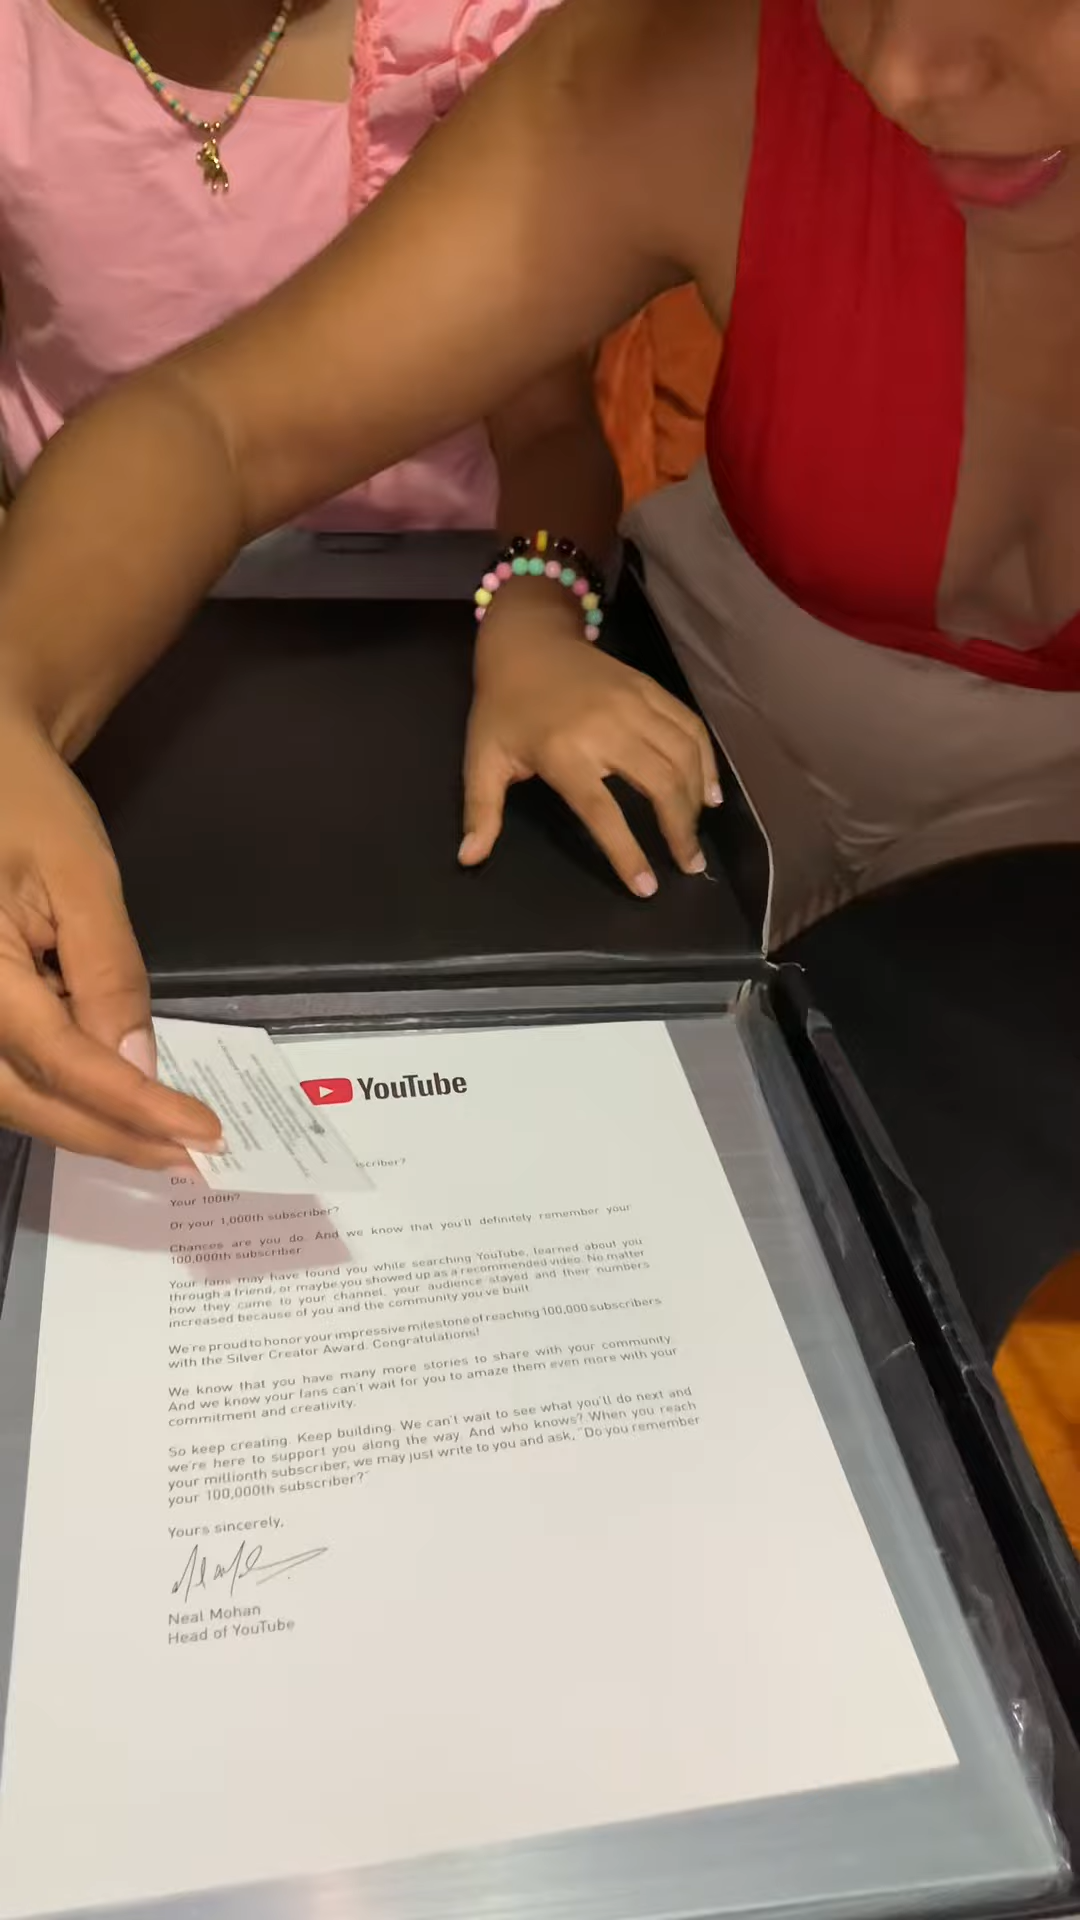 YouTube
scriber?
Do
Your 100th?
Or your 1,000th subscriber?
Chances are you do. And we know that you'll definitely remember your
100,000th subscriber.
Your fans may have found you while searching YouTube, learned about you
through a friend, or maybe you showed up as a recommended video. No matter
how they came to your channel, your audience stayed and their numbers
increased because of you and the community you've built.
We're proud to honor your impressive milestone of reaching 100,000 subscribers
with the Silver Creator Award. Congratulations!
We know that you have many more stories to share with your community.
And we know your fans can't wait for you to amaze them even more with your
commitment and creativity.
So keep creating. Keep building. We can't wait to see what you'll do next and
we're here to support you along the way. And who knows? When you reach
your millionth subscriber, we may just write to you and ask, "Do you remember
your 100,000th subscriber?"
Yours sincerely,
Neal Mohan
Head of YouTube